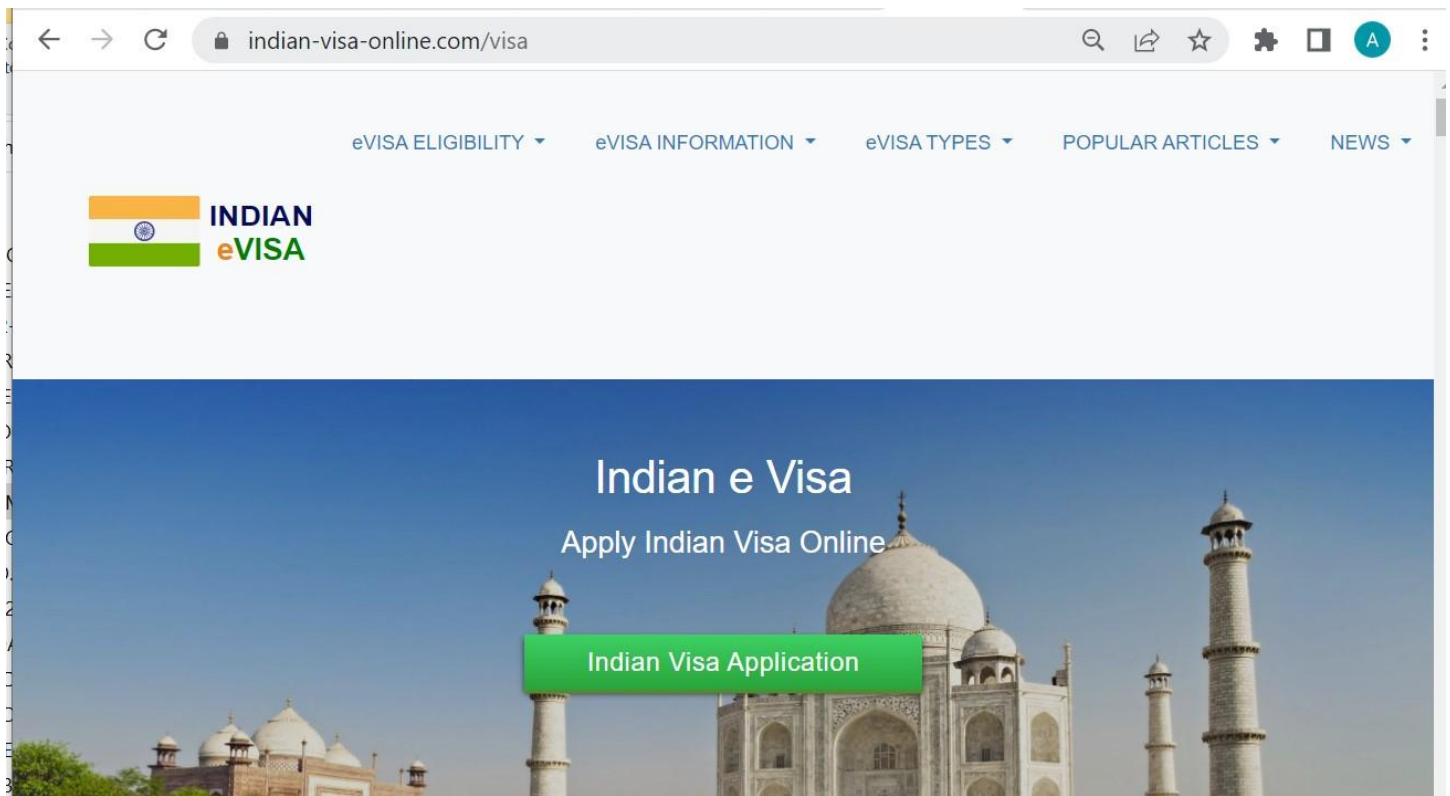 indian-visa-online.com/visa
A
eVISA ELIGIBILITY
eVISA INFORMATION
eVISA TYPES
POPULAR ARTICLES
NEWS
INDIAN
eVISA
Indian e Visa
Apply Indian Visa Online
Indian Visa Application